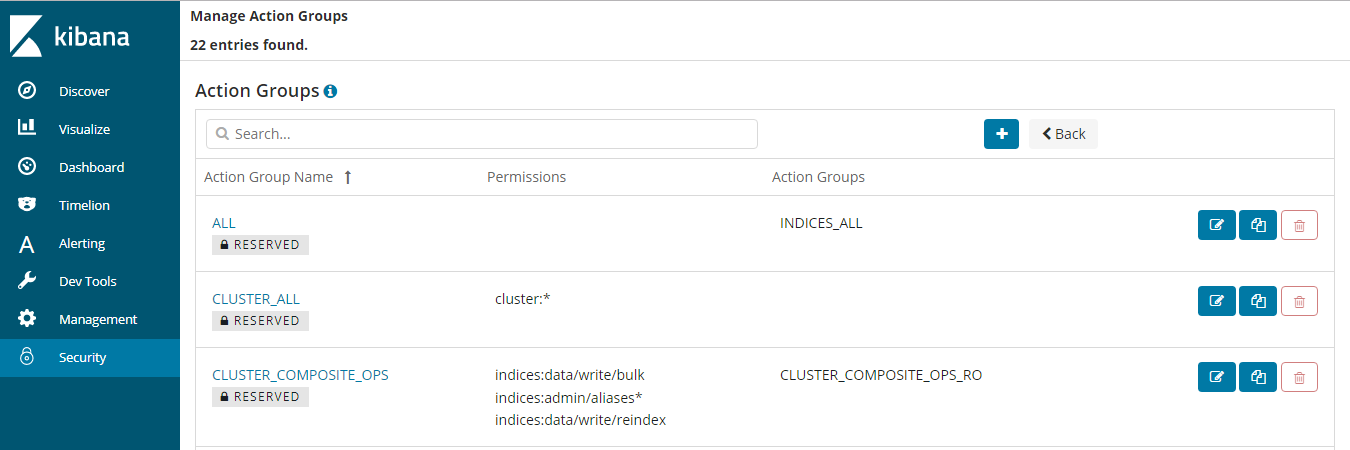 kibana
Discover
Visualize
Dashboard
Timelion
Alerting
Dev Tools
Management
Security
Manage Action Groups
22 entries found.
Action Groups
Search...
Back
Action Group Name Permissions Action Groups
ALL INDICES_ALL
RESERVED
CLUSTER_ALL cluster:*
RESERVED
CLUSTER_COMPOSITE_OPS indices:data/write/bulk CLUSTER_COMPOSITE_OPS_RO
RESERVED indices:admin/aliases*
indices:data/write/reindex